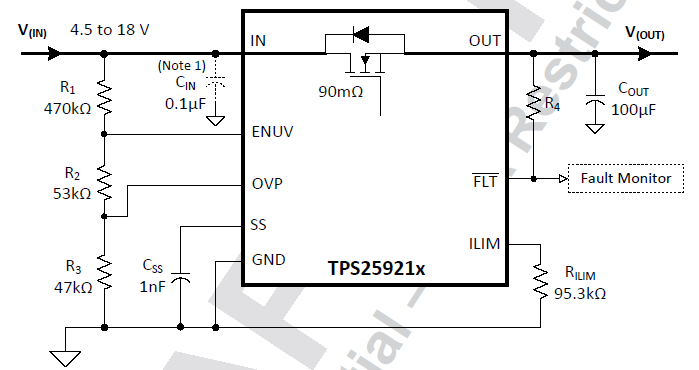 V(IN) 4.5 to 18 V
IN
OUT
V(OUT)
(Note 1)
CIN
0.1µF
R1
470kΩ
90mΩ
R4
COUT
100µF
ENUV
R2
53kΩ
OVP
FLT
Fault Monitor
SS
ILIM
R3
47kΩ
CSS
1nF
GND
TPS25921x
RILIM
95.3kΩ